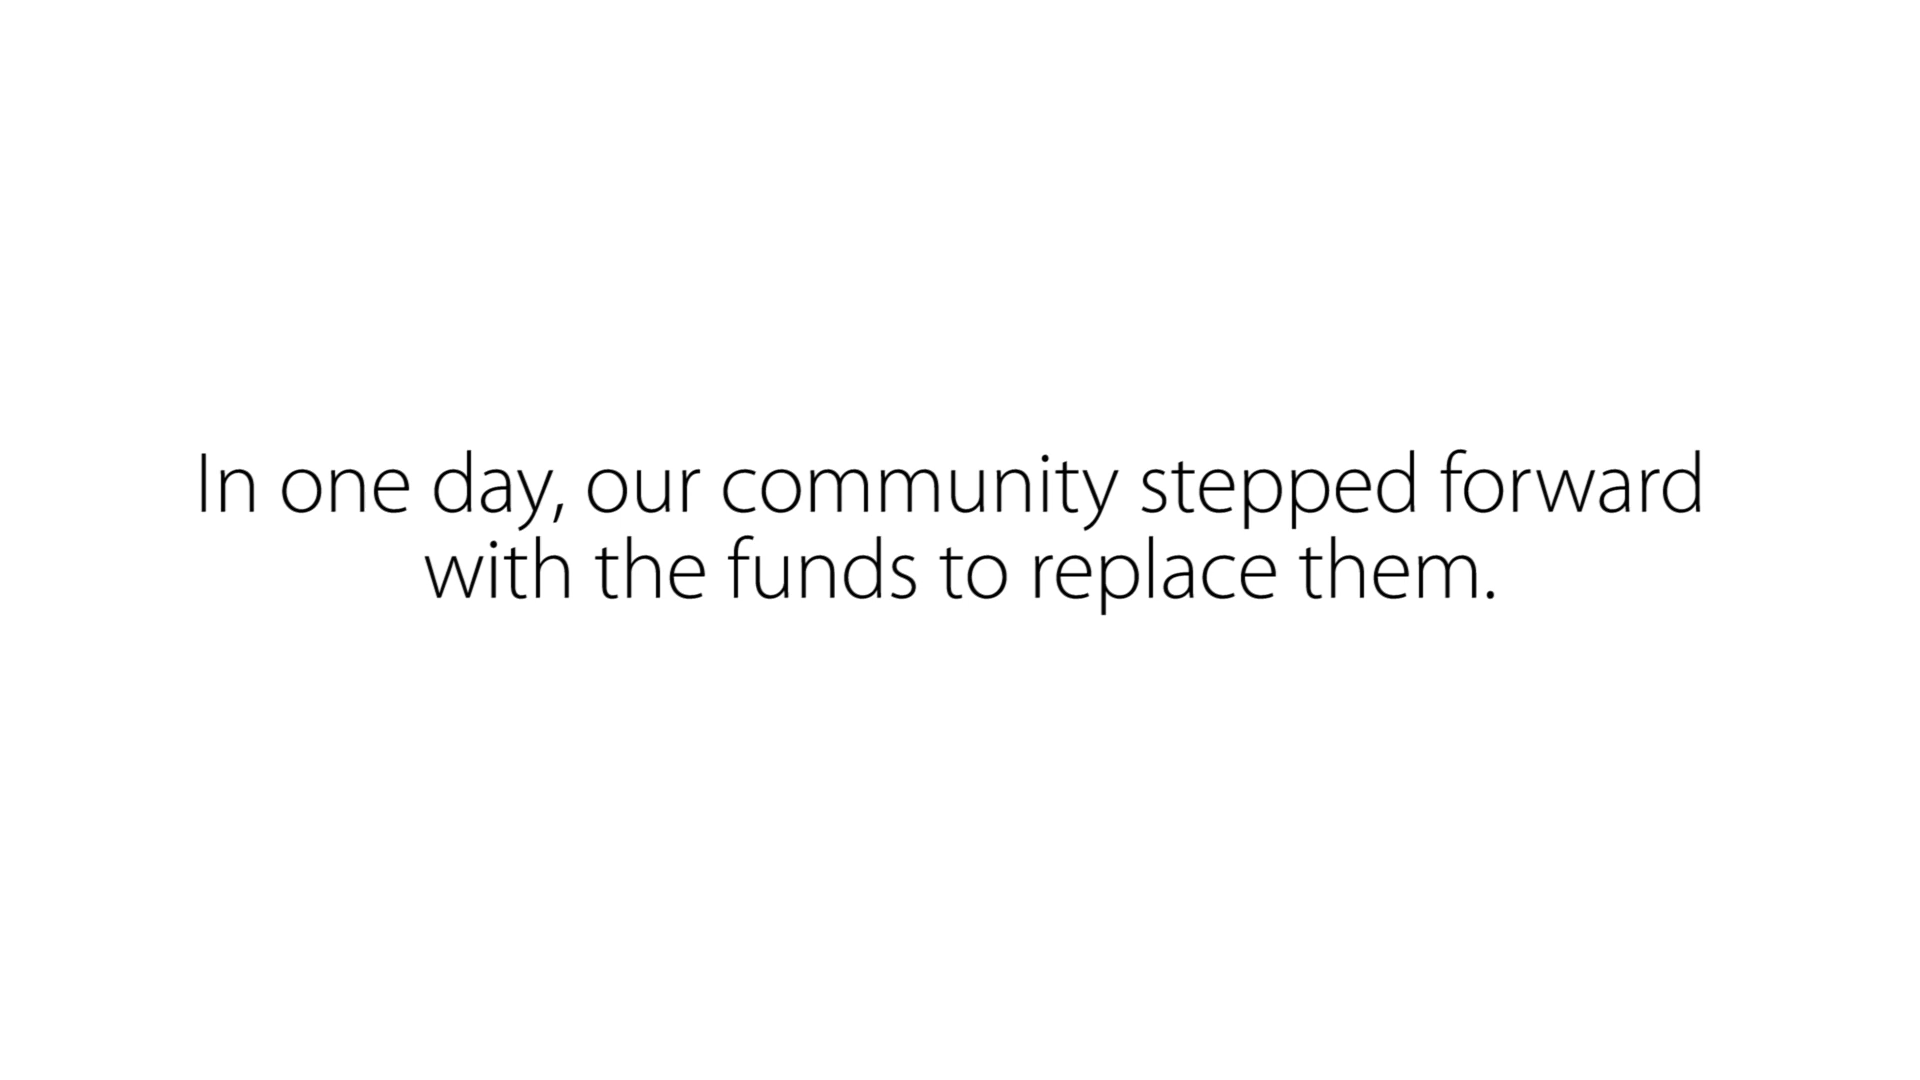 In one day, our community stepped forward
with the funds to replace them.